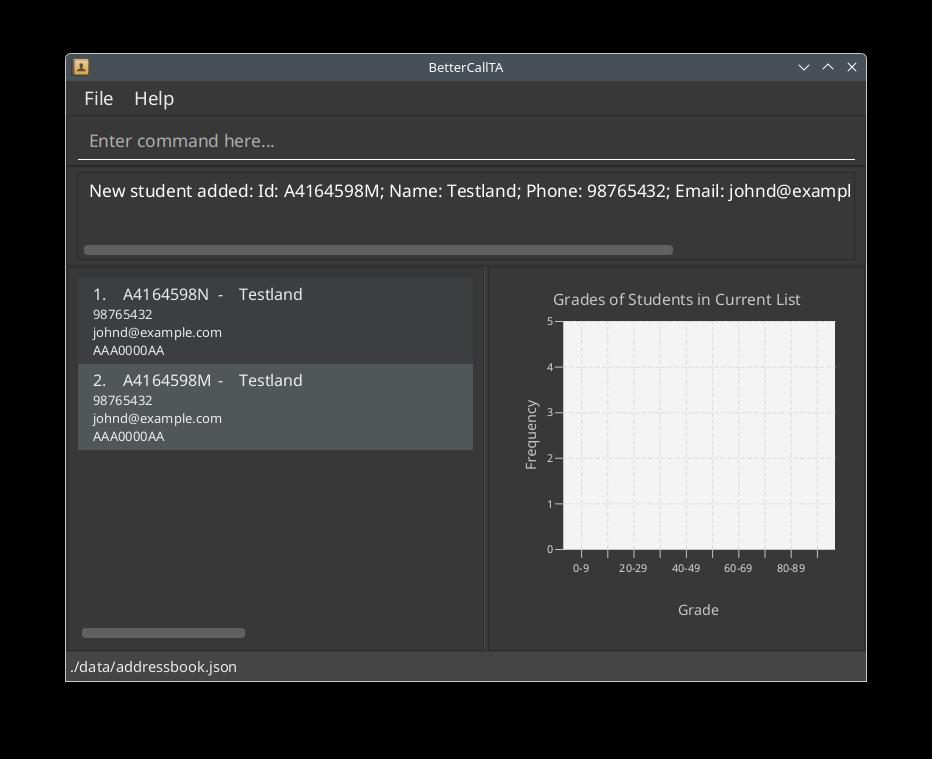 BetterCallTA
File Help
Enter command here...
New student added: Id: A4164598M; Name: Testland; Phone: 98765432; Email: johnd@exampl
1. A4164598N - Testland
98765432
johnd@example.com
AAA0000AA
2. A4164598M - Testland
98765432
johnd@example.com
AAA0000AA
Grades of Students in Current List
5
4
3
2
1
0
Frequency
0-9 20-29 40-49 60-69 80-89
Grade
./data/addressbook.json